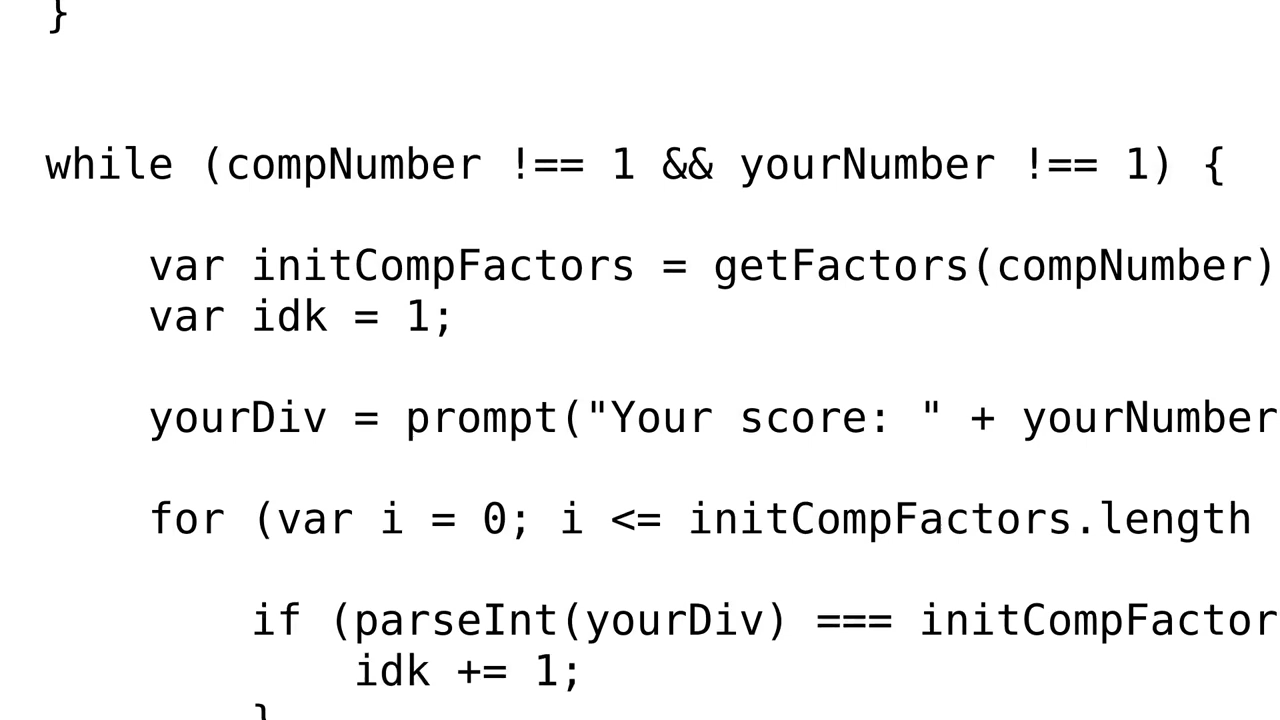 }
while (compNumber !== 1 && yourNumber !== 1) {
var initCompFactors = getFactors(compNumber)
var idk = 1;
yourDiv = prompt("Your score: " + yourNumber
for (var i = 0; i <= initCompFactors.length
if (parseInt(yourDiv) === initCompFactor
idk += 1;
}